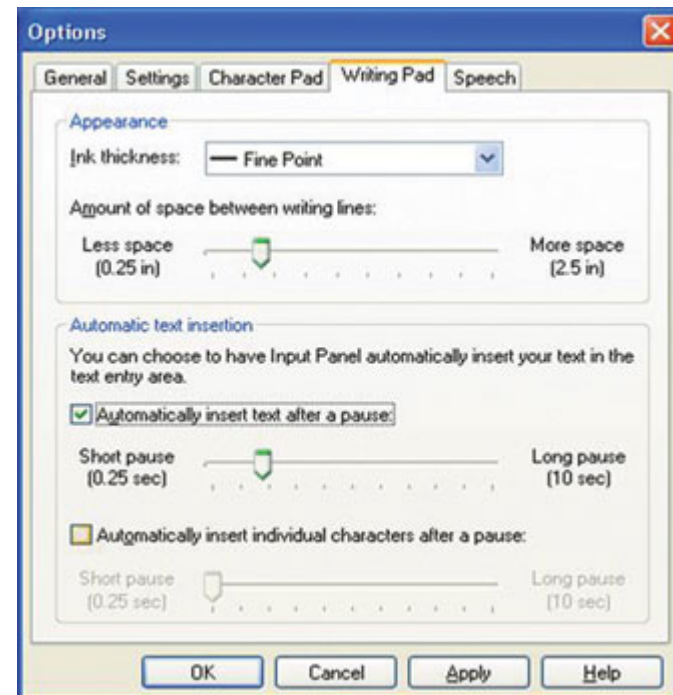 Options
General Settings Character Pad Writing Pad Speech
Appearance
Ink thickness: Fine Point
Amount of space between writing lines:
Less space More space
(0.25 in) (2.5 in)
Automatic text insertion
You can choose to have Input Panel automatically insert your text in the
text entry area.
Automatically insert text after a pause:
Short pause Long pause
(0.25 sec) (10 sec)
Automatically insert individual characters after a pause:
Short pause Long pause
(0.25 sec) (10 sec)
OK Cancel Apply Help